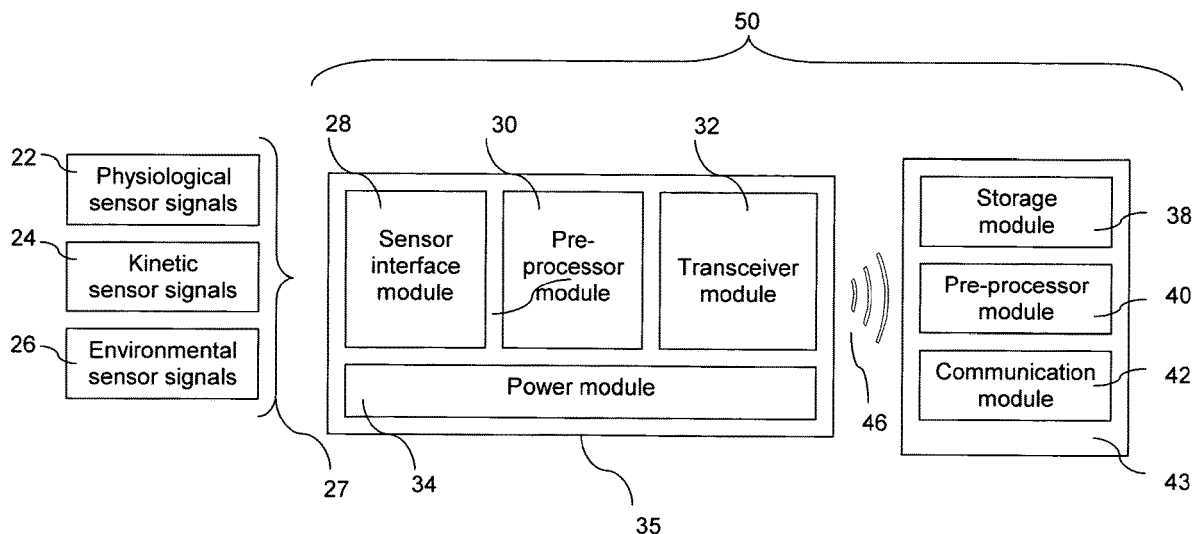 50
28
30
32
22
Physiological
sensor signals
24
Kinetic
sensor signals
26
Environmental
sensor signals
27
Sensor
interface
module
Pre-
processor
module
Transceiver
module
Power module
34
35
46
Storage
module
38
Pre-processor
module
40
Communication
module
42
43